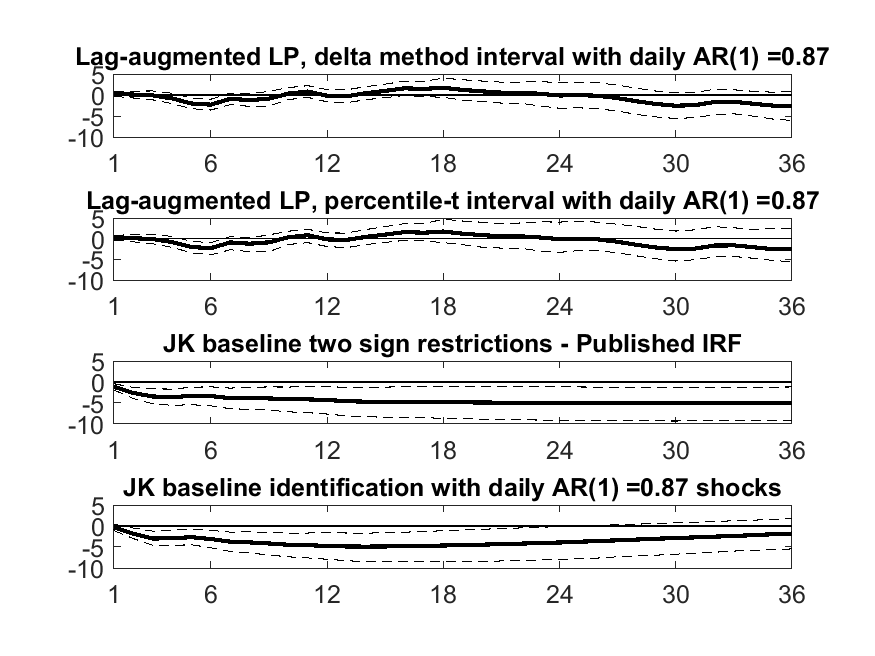 Lag-augmented LP, delta method interval with daily AR(1) =0.87
5
0
-5
-10
1 6 12 18 24 30 36
Lag-augmented LP, percentile-t interval with daily AR(1) =0.87
5
0
-5
-10
1 6 12 18 24 30 36
JK baseline two sign restrictions - Published IRF
5
0
-5
-10
1 6 12 18 24 30 36
JK baseline identification with daily AR(1) =0.87 shocks
5
0
-5
-10
1 6 12 18 24 30 36